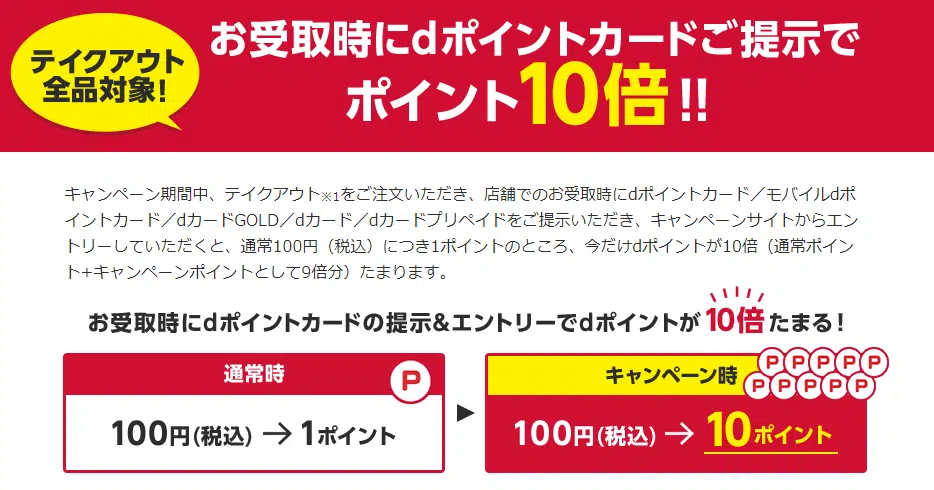 テイクアウト
全品対象!
お受取時にdポイントカードご提示で
ポイント10倍!!
キャンペーン期間中、テイクアウト※1をご注文いただき、店舗でのお受取時にdポイントカード／モバイルdポ
イントカード／dカードGOLD／dカード／dカードプリペイドをご提示いただき、キャンペーンサイトからエン
トリーしていただくと、通常100円（税込）につき1ポイントのところ、今だけdポイントが10倍（通常ポイン
ト+キャンペーンポイントとして9倍分）たまります。
お受取時にdポイントカードの提示&エントリーでdポイントが10倍たまる!
通常時
P
100円(税込)→1ポイント
キャンペーン時
P P P P P
P P P P P
100円(税込)→10ポイント